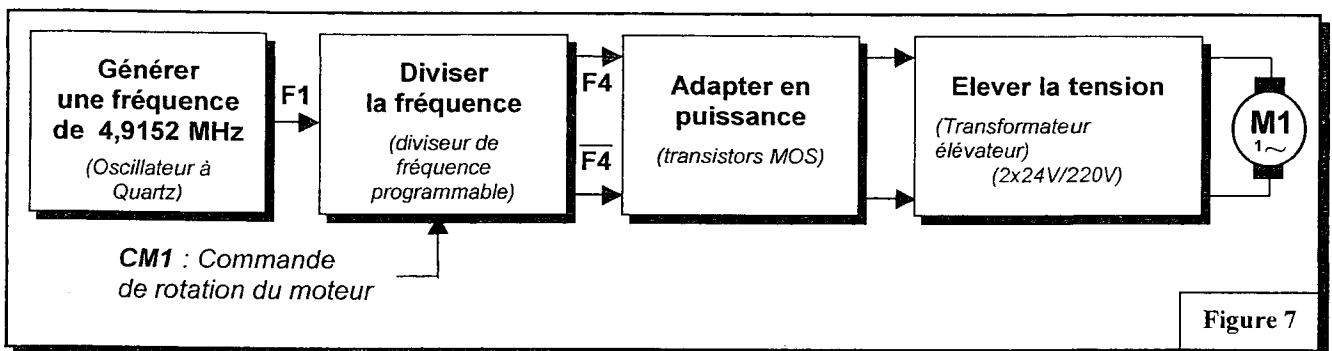 Générer
une fréquence
de 4,9152 MHz
(Oscillateur à
Quartz)
F1
Diviser
la fréquence
(diviseur de
fréquence
programmable)
F4
F4
Adapter en
puissance
(transistors MOS)
Elever la tension
(Transformateur
élévateur)
(2x24V/220V)
M1
1~
CM1 : Commande
de rotation du moteur
Figure 7